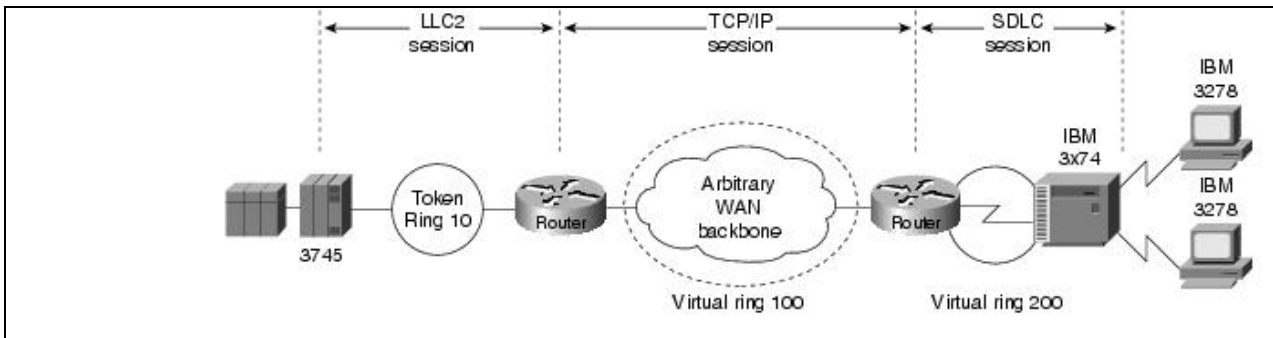 LLC2
session
TCP/IP
session
SDLC
session
IBM
3278
IBM
3x74
Token
Ring 10
Router
Arbitrary
WAN
backbone
Router
IBM
3278
3745
Virtual ring 100
Virtual ring 200